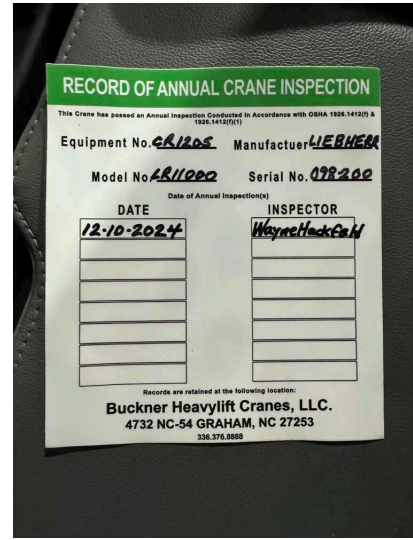 RECORD OF ANNUAL CRANE INSPECTION
This Crane has passed an Annual Inspection Conducted In Accordance with OSHA 1926.1412(f) &
1926.1412(f)(1)
Equipment No. CR1205 Manufactuer LIEBHERR
Model No. LR11000 Serial No. 098200
Date of Annual Inspection(s)
DATE INSPECTOR
12-10-2024 Wayne
Records are retained at the following location:
Buckner Heavylift Cranes, LLC.
4732 NC-54 GRAHAM, NC 27253
336.376.8888